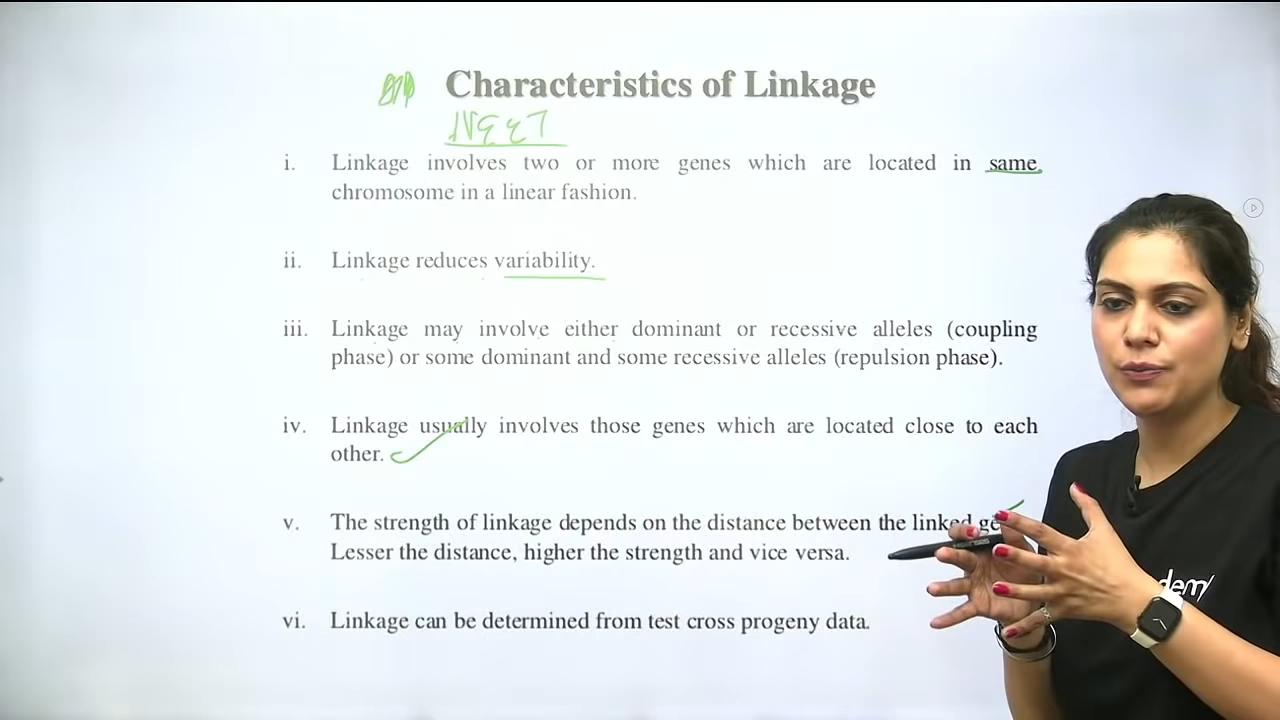 Characteristics of Linkage
NEET
i. Linkage involves two or more genes which are located in same
chromosome in a linear fashion.
ii. Linkage reduces variability.
iii. Linkage may involve either dominant or recessive alleles (coupling
phase) or some dominant and some recessive alleles (repulsion phase).
iv. Linkage usually involves those genes which are located close to each
other.
v. The strength of linkage depends on the distance between the linked ge
Lesser the distance, higher the strength and vice versa.
vi. Linkage can be determined from test cross progeny data.
demy